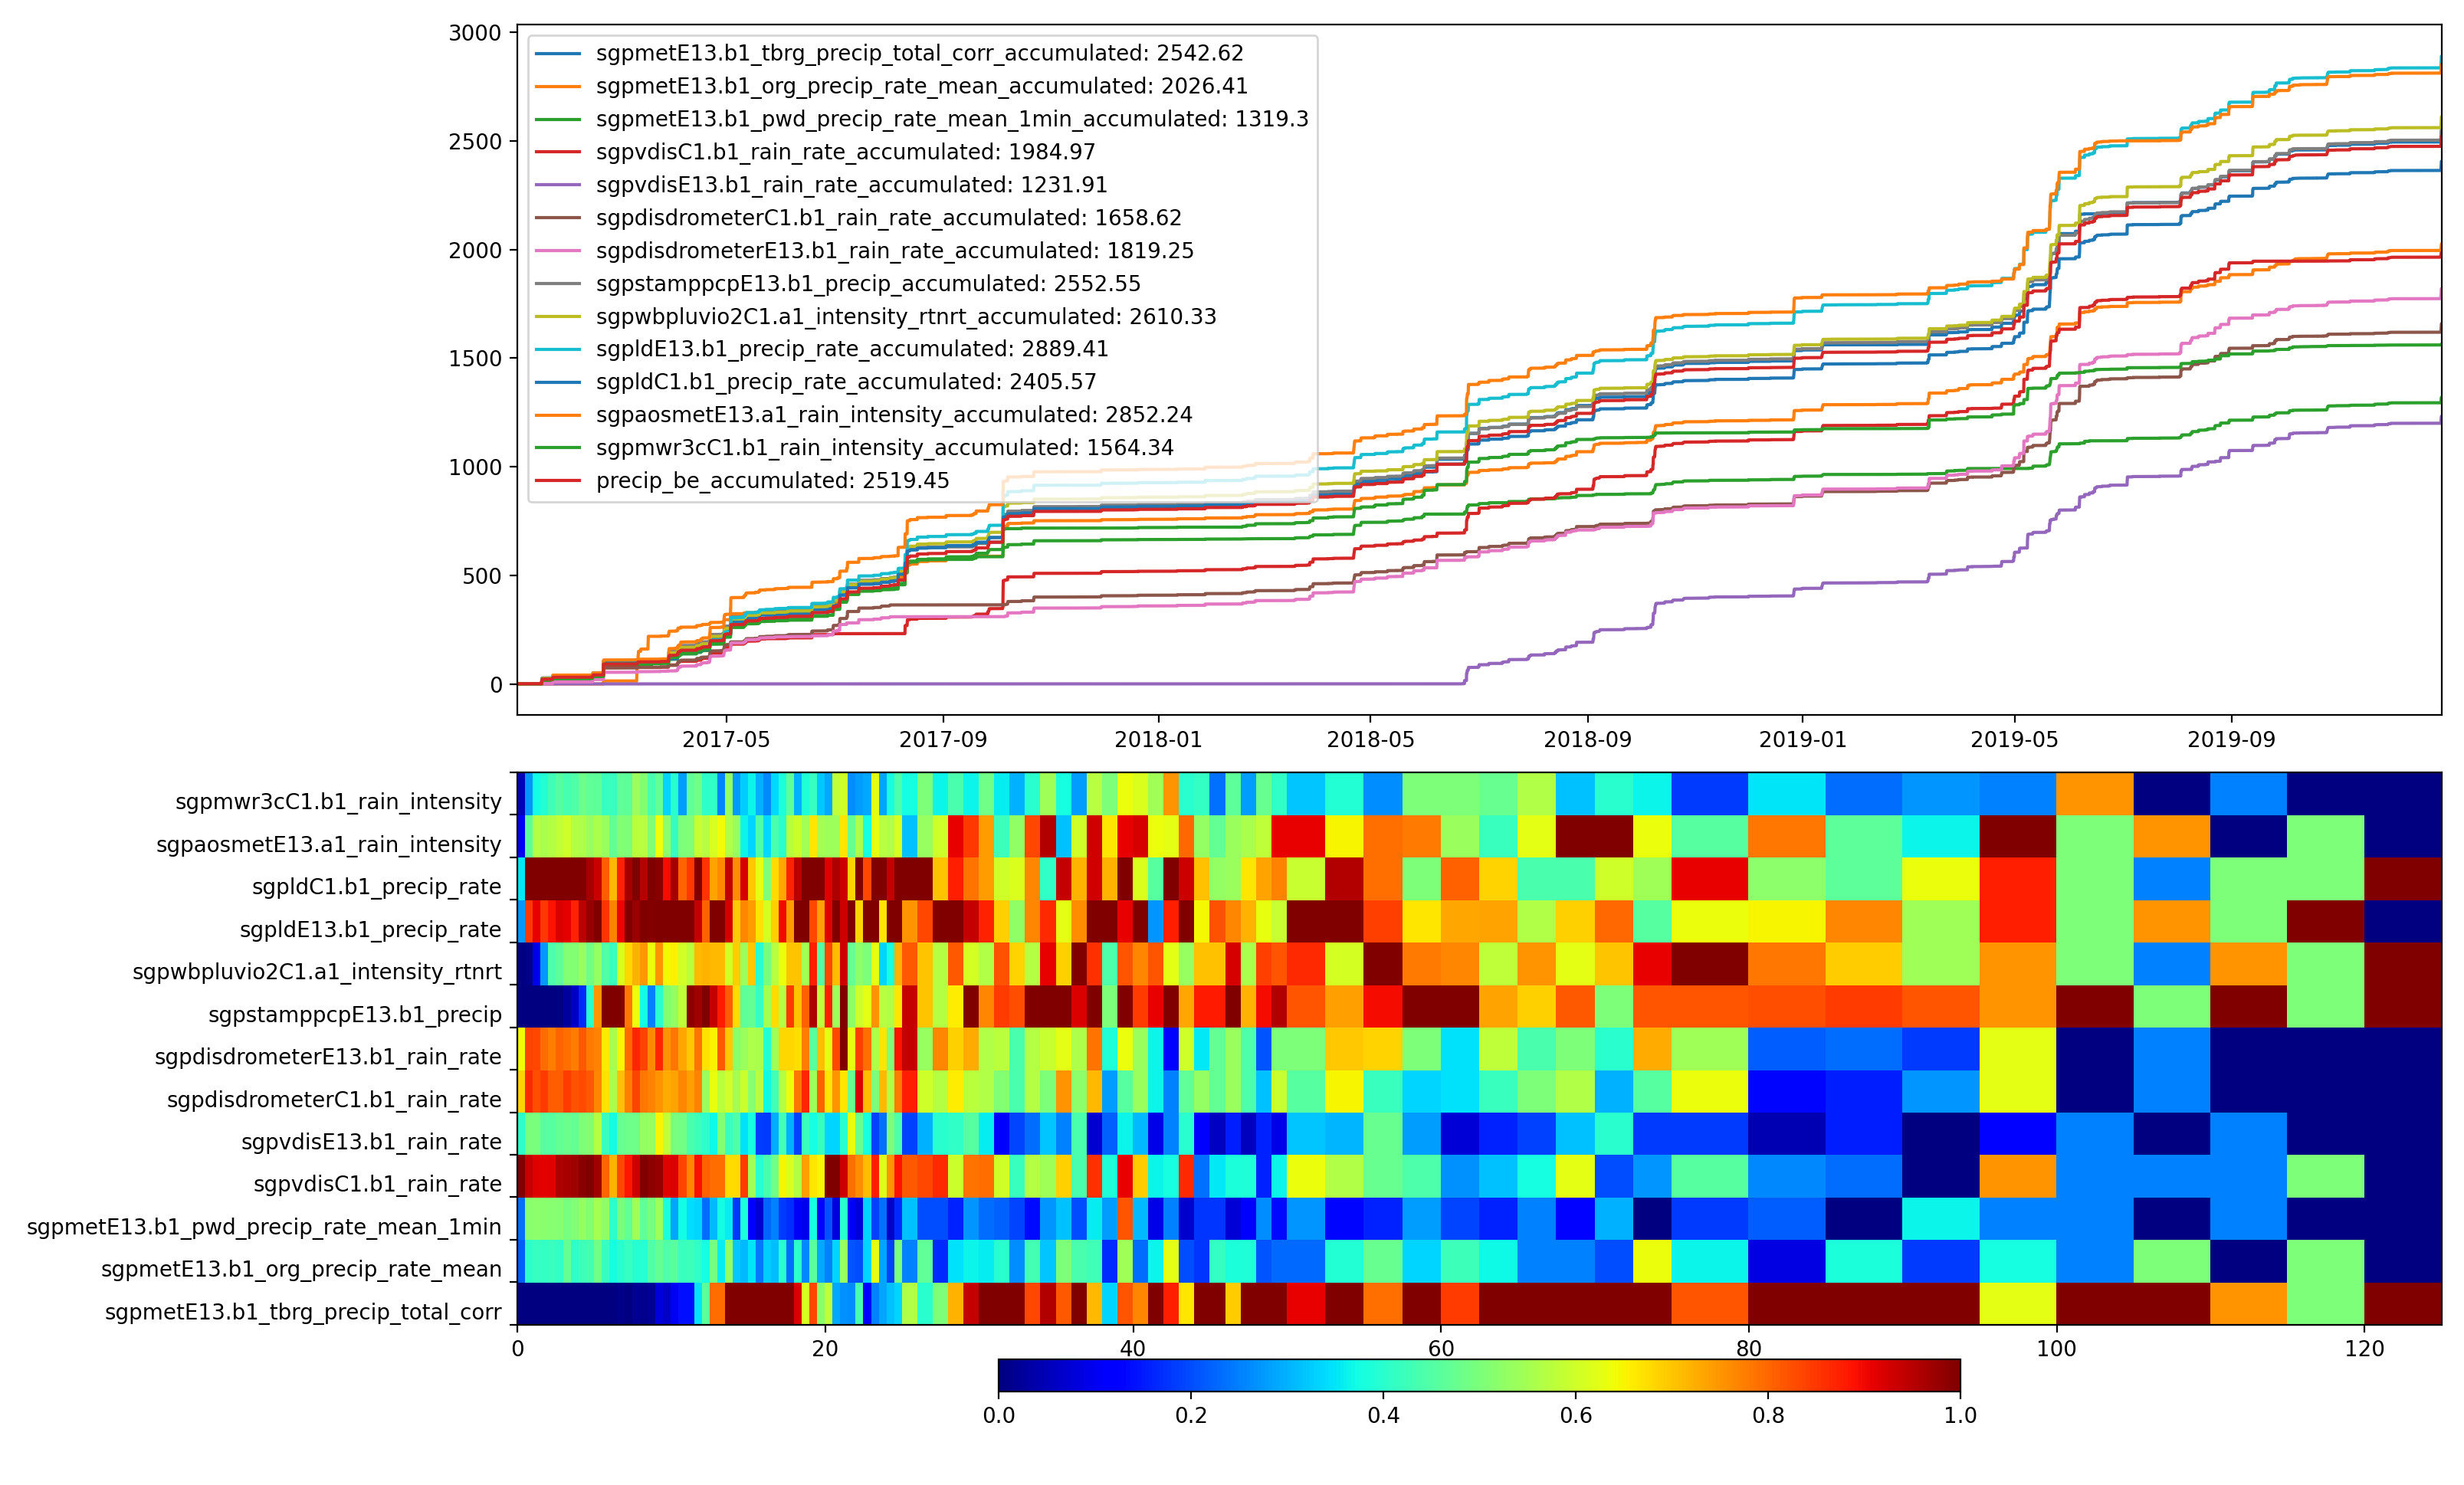 3000
2500
2000
1500
1000
500
0
sgpmetE13.b1_tbrg_precip_total_corr_accumulated: 2542.62
sgpmetE13.b1_org_precip_rate_mean_accumulated: 2026.41
sgpmetE13.b1_pwd_precip_rate_mean_1min_accumulated: 1319.3
sgpvdisC1.b1_rain_rate_accumulated: 1984.97
sgpvdisE13.b1_rain_rate_accumulated: 1231.91
sgpdisdrometerC1.b1_rain_rate_accumulated: 1658.62
sgpdisdrometerE13.b1_rain_rate_accumulated: 1819.25
sgpstamppcpE13.b1_precip_accumulated: 2552.55
sgpwbpluvio2C1.a1_intensity_rtnrt_accumulated: 2610.33
sgpldE13.b1_precip_rate_accumulated: 2889.41
sgpldC1.b1_precip_rate_accumulated: 2405.57
sgpaosmetE13.a1_rain_intensity_accumulated: 2852.24
sgpmwr3cC1.b1_rain_intensity_accumulated: 1564.34
precip_be_accumulated: 2519.45
2017-05 2017-09 2018-01 2018-05 2018-09 2019-01 2019-05 2019-09
sgpmwr3cC1.b1_rain_intensity
sgpaosmetE13.a1_rain_intensity
sgpldC1.b1_precip_rate
sgpldE13.b1_precip_rate
sgpwbpluvio2C1.a1_intensity_rtnrt
sgpstamppcpE13.b1_precip
sgpdisdrometerE13.b1_rain_rate
sgpdisdrometerC1.b1_rain_rate
sgpvdisE13.b1_rain_rate
sgpvdisC1.b1_rain_rate
sgpmetE13.b1_pwd_precip_rate_mean_1min
sgpmetE13.b1_org_precip_rate_mean
sgpmetE13.b1_tbrg_precip_total_corr
0 20 40 60 80 100 120
0.0 0.2 0.4 0.6 0.8 1.0